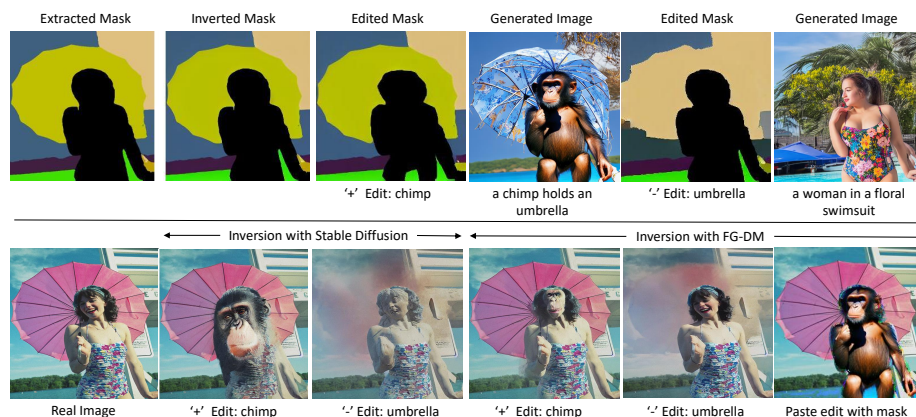 Extracted Mask
Inverted Mask
Edited Mask
Generated Image
Edited Mask
Generated Image
‘+’ Edit: chimp
a chimp holds an
umbrella
‘-’ Edit: umbrella
a woman in a floral
swimsuit
Inversion with Stable Diffusion
Inversion with FG-DM
Real Image
‘+’ Edit: chimp
‘-’ Edit: umbrella
‘+’ Edit: chimp
‘-’ Edit: umbrella
Paste edit with mask